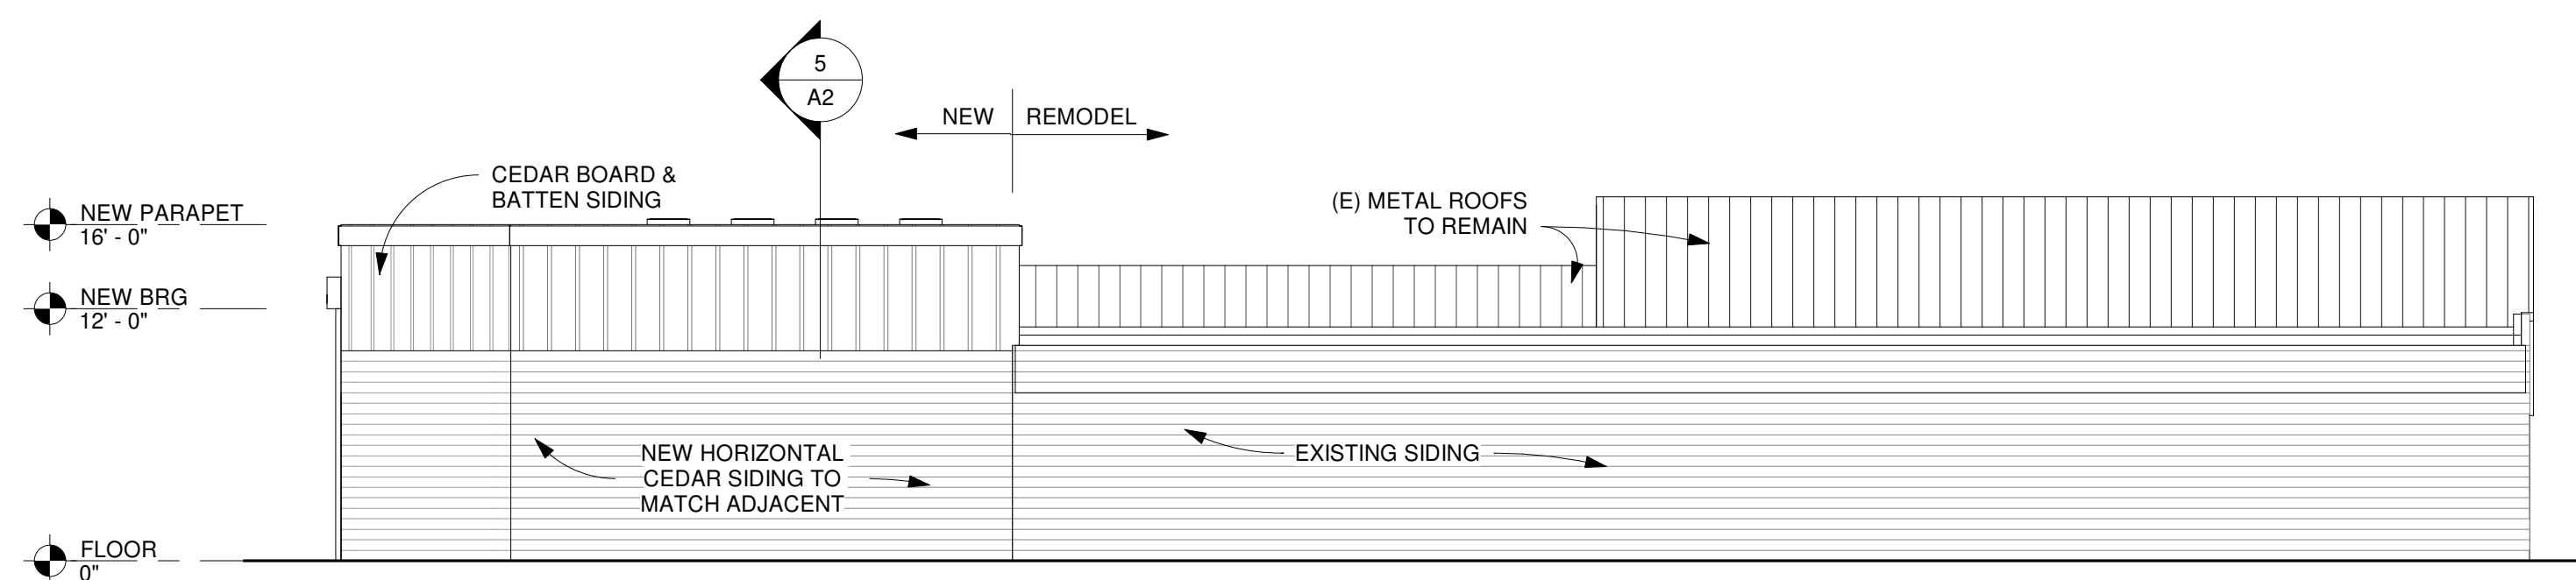 5
A2
NEW REMODEL
CEDAR BOARD &
BATTEN SIDING
(E) METAL ROOFS
TO REMAIN
NEW PARAPET
16' - 0"
NEW BRG
12' - 0"
NEW HORIZONTAL
CEDAR SIDING TO
MATCH ADJACENT
EXISTING SIDING
FLOOR
0"